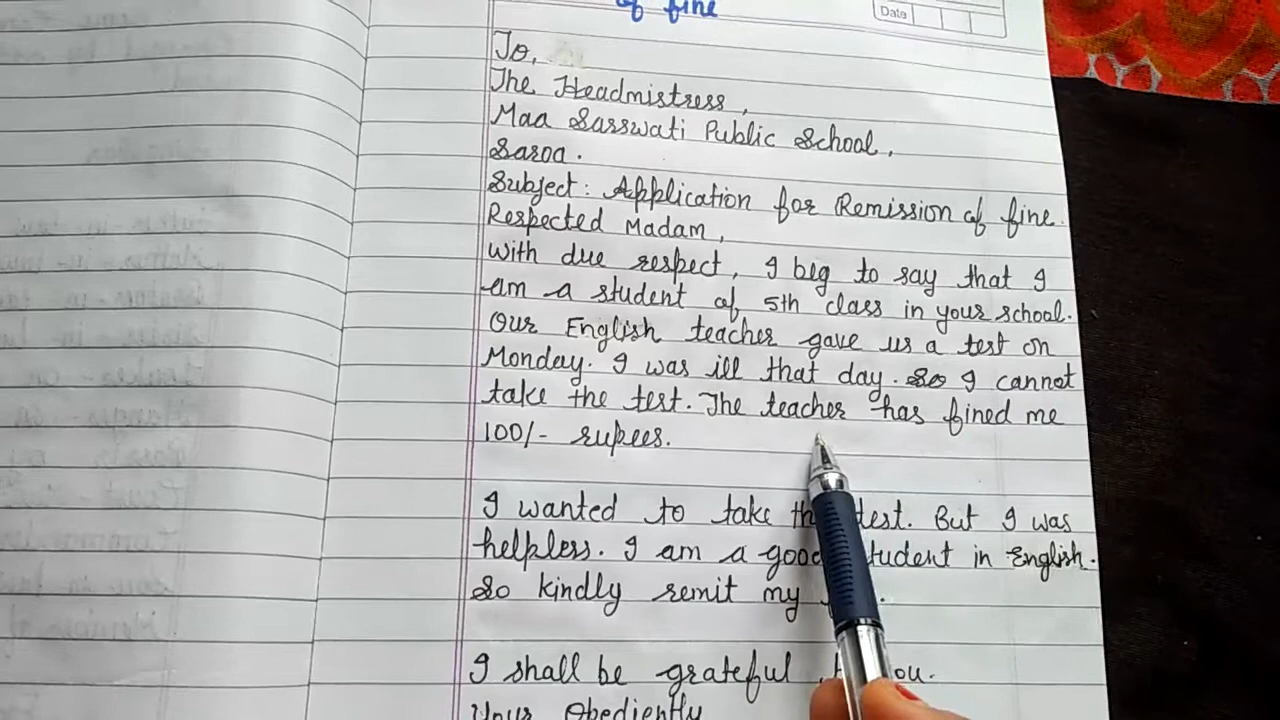 of fine
Date
To,
The Headmistress,
Maa Sarswati Public School,
Saroa.
Subject: Application for Remission of fine.
Respected Madam,
With due respect, I beg to say that I
am a student of 5th class in your school.
Our English teacher gave us a test on
Monday. I was ill that day. So I cannot
take the test. The teacher has fined me
100/- rupees.
I wanted to take the test. But I was
helpless. I am a good student in English.
So kindly remit my
I shall be grateful to you.
Your Obediently